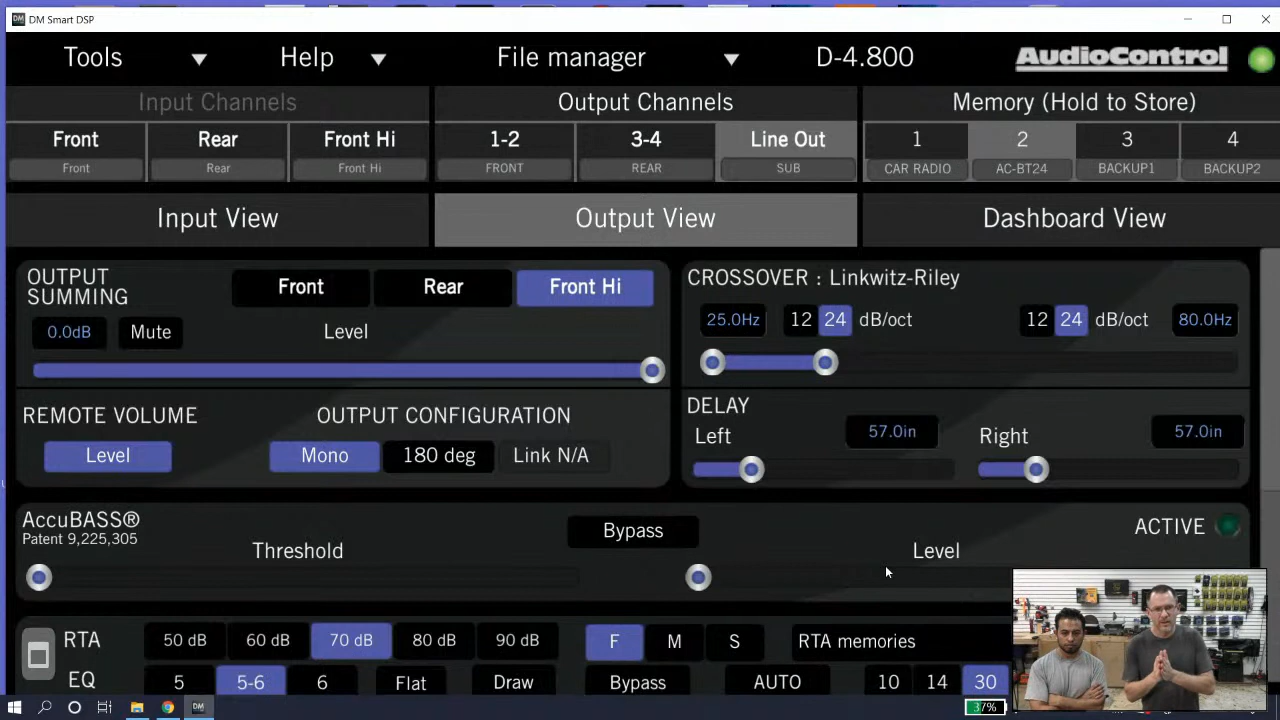 DM Smart DSP
Tools Help File manager D-4.800 AudioControl
Input Channels Output Channels Memory (Hold to Store)
Front Rear Front Hi 1-2 3-4 Line Out 1 2 3 4
Front Rear Front Hi FRONT REAR SUB CAR RADIO AC-BT24 BACKUP1 BACKUP2
Input View Output View Dashboard View
OUTPUT SUMMING Front Rear Front Hi
0.0dB Mute Level
CROSSOVER : Linkwitz-Riley
25.0Hz 12 24 dB/oct 12 24 dB/oct 80.0Hz
REMOTE VOLUME OUTPUT CONFIGURATION
Level Mono 180 deg Link N/A
DELAY
Left 57.0in Right 57.0in
AccuBASS® Bypass ACTIVE
Patent 9,225,305
Threshold Level
RTA 50 dB 60 dB 70 dB 80 dB 90 dB F M S RTA memories
EQ 5 5-6 6 Flat Draw Bypass AUTO 10 14 30
37%